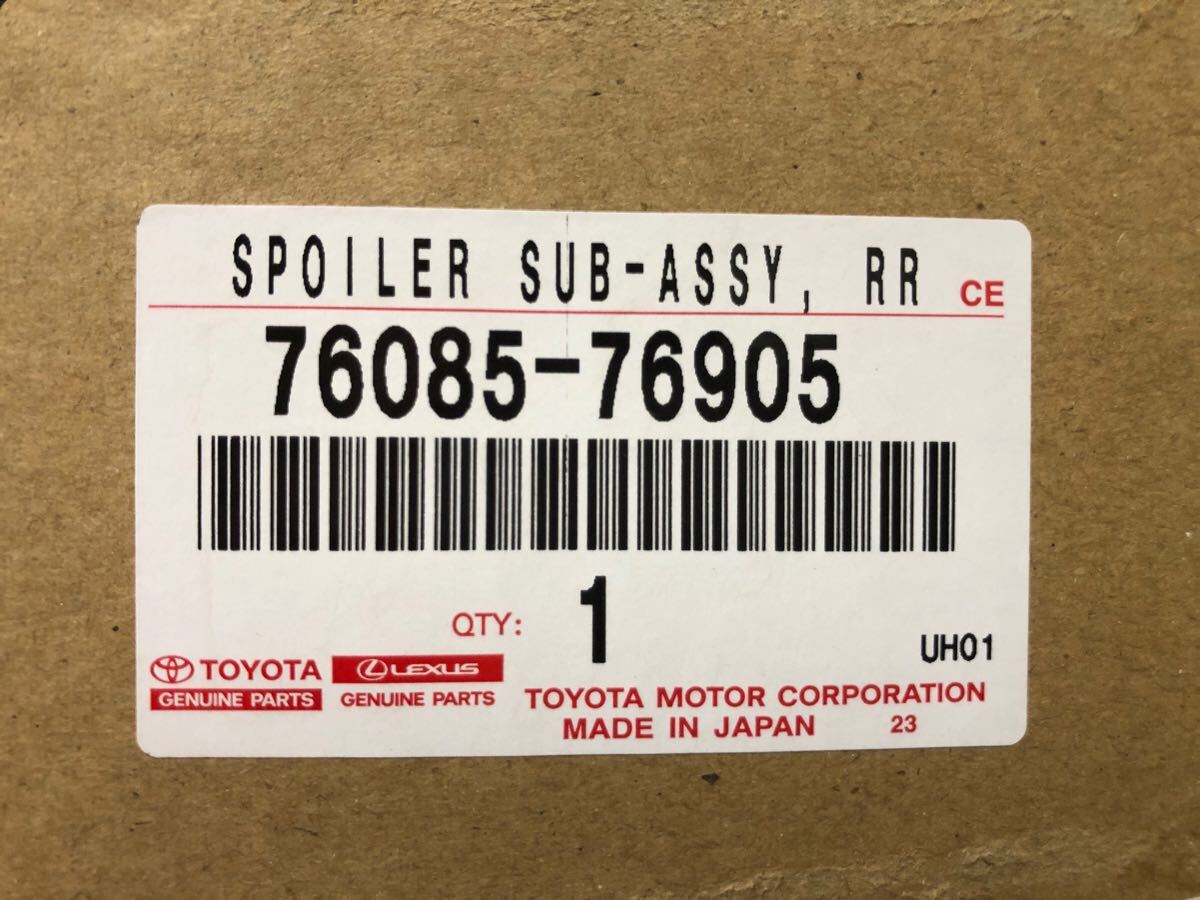 SPOILER SUB-ASSY, RR CE
76085-76905
QTY: 1
UH01
TOYOTA LEXUS
GENUINE PARTS GENUINE PARTS
TOYOTA MOTOR CORPORATION
MADE IN JAPAN 23